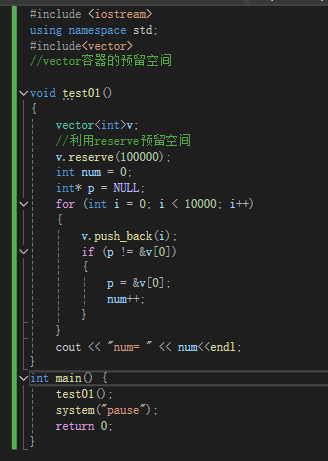 #include <iostream>
using namespace std;
#include<vector>
//vector容器的预留空间
void test01()
{
vector<int>v;
//利用reserve预留空间
v.reserve(100000);
int num = 0;
int* p = NULL;
for (int i = 0; i < 10000; i++)
{
v.push_back(i);
if (p != &v[0])
{
p = &v[0];
num++;
}
}
cout << "num= " << num<<endl;
}
int main() {
test01();
system("pause");
return 0;
}